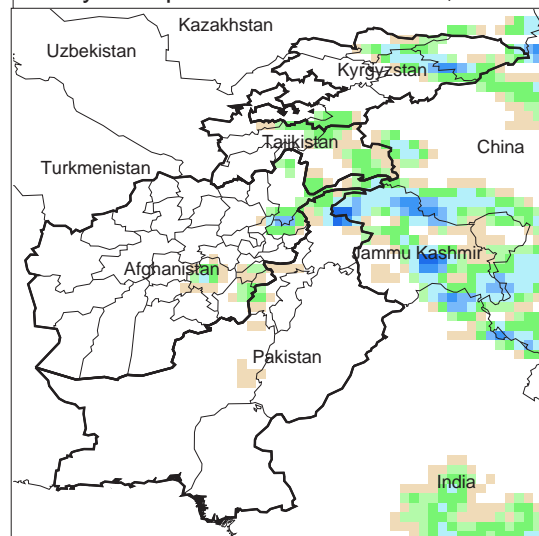 Kazakhstan
Uzbekistan
Kyrgyzstan
Tajikistan
China
Turkmenistan
Jammu Kashmir
Afghanistan
Pakistan
India